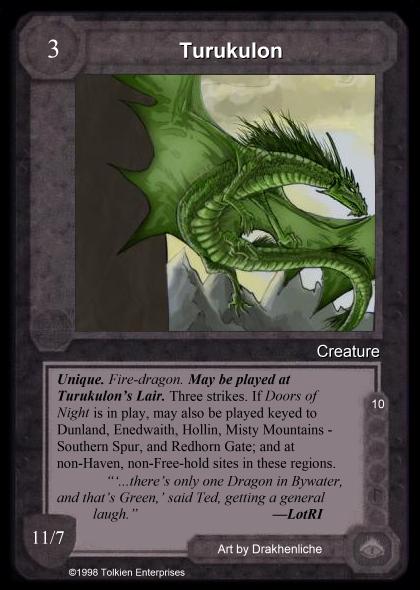 3
Turukulon
Creature
Unique. Fire-dragon. May be played at
Turukulon's Lair. Three strikes. If Doors of
Night is in play, may also be played keyed to
Dunland, Enedwaith, Hollin, Misty Mountains -
Southern Spur, and Redhorn Gate; and at
non-Haven, non-Free-hold sites in these regions.
"'...there's only one Dragon in Bywater,
and that's Green,' said Ted, getting a general
laugh." —LotRI
10
11/7
Art by Drakhenliche
©1998 Tolkien Enterprises